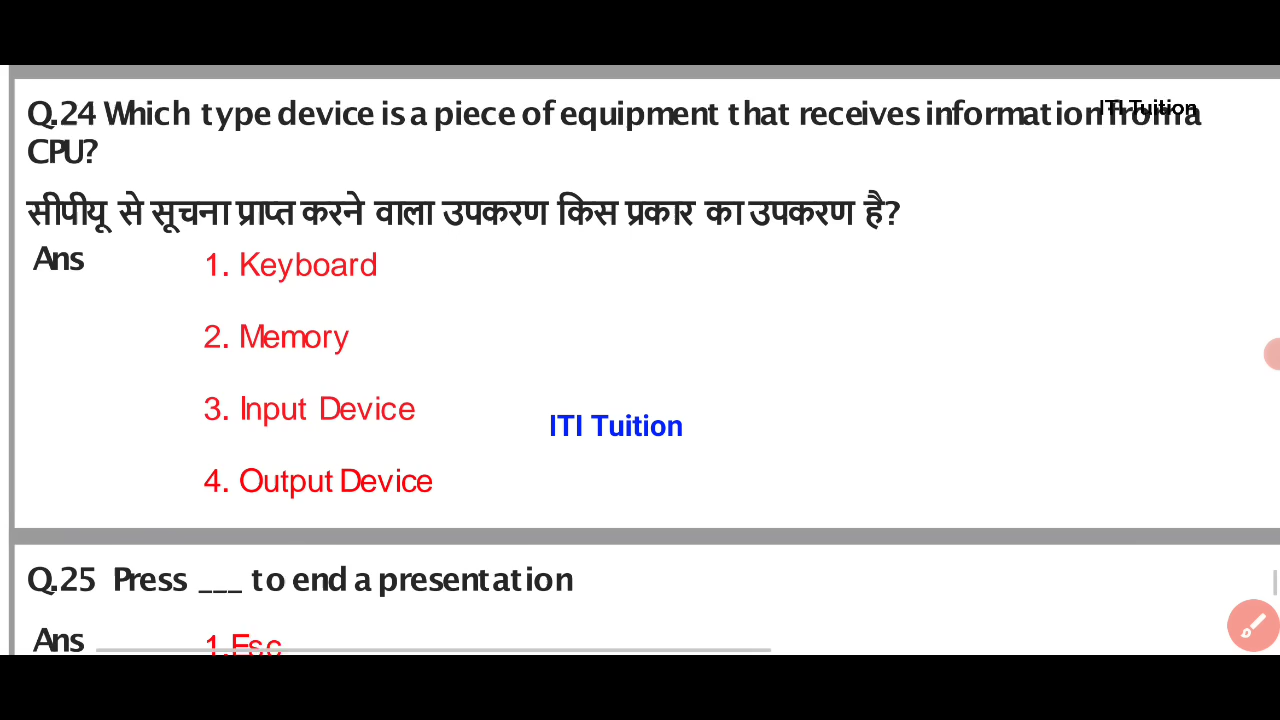 Q.24 Which type device is a piece of equipment that receives information from a
ITI Tuition
CPU?
सीपीयू से सूचना प्राप्त करने वाला उपकरण किस प्रकार का उपकरण है?
Ans
1. Keyboard
2. Memory
3. Input Device
ITI Tuition
4. Output Device
Q.25 Press ___ to end a presentation
Ans
1.Esc